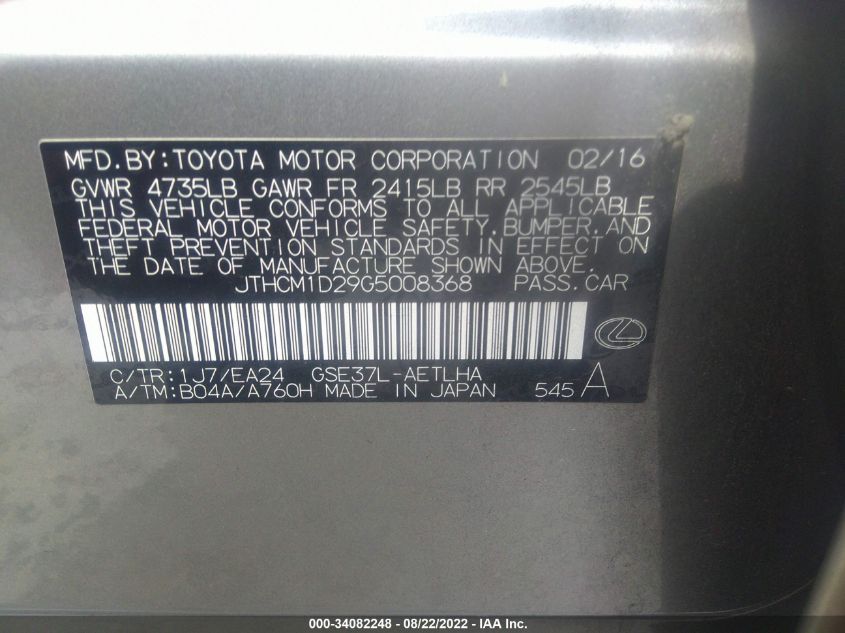 MFD.BY:TOYOTA MOTOR CORPORATION 02/16
GVWR 4735LB GAWR FR 2415LB RR 2545LB
THIS VEHICLE CONFORMS TO ALL APPLICABLE
FEDERAL MOTOR VEHICLE SAFETY,BUMPER,AND
THEFT PREVENTION STANDARDS IN EFFECT ON
THE DATE OF MANUFACTURE SHOWN ABOVE.
JTHCM1D29G5008368 PASS.CAR
C/TR:1J7/EA24 GSE37L-AETLHA
A/TM:B04A/A760H MADE IN JAPAN 545 A
000-34082248 - 08/22/2022 - IAA Inc.